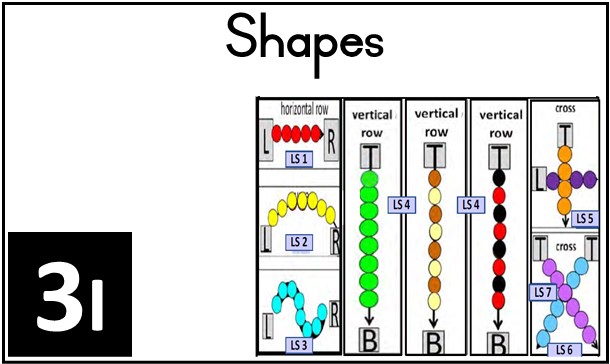 Shapes
horizontal row
L
R
LS 1
L
R
LS 2
L
R
LS 3
vertical
row
T
B
LS 4
vertical
row
T
B
LS 4
vertical
row
T
B
cross
T
L
LS 5
cross
T
T
LS 7
LS 6
3I